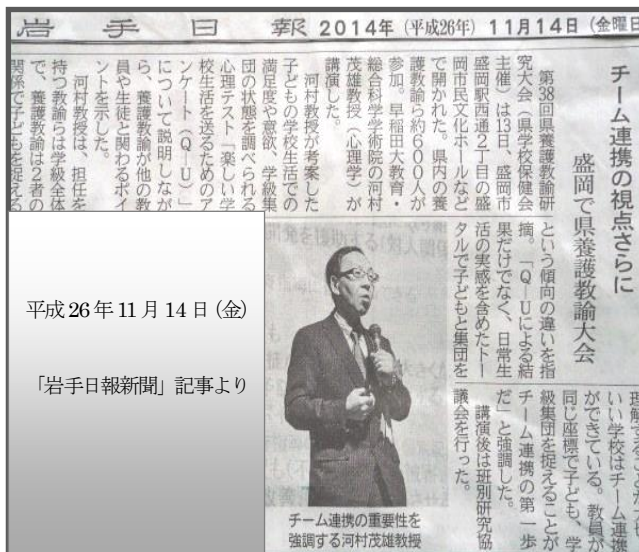 岩手日報 2014年 (平成26年) 11月14日 (金曜日
チーム連携の視点さらに
盛岡で県養護教諭大会
第38回県養護教諭研
究大会(県学校保健会
主催)は13日、盛岡市
盛岡駅西通2丁目の盛
岡市民文化ホールなど
で開かれた。県内の養
護教諭ら約600人が
参加。早稲田大教育・
総合科学学術院の河村
茂雄教授(心理学)が
講演した。
河村教授が考案した
子どもの学校生活での
満足度や意欲、学級集
団の状態を調べられる
心理テスト「楽しい学
校生活を送るためのア
ンケート(Q―U)」
について説明しなが
ら、養護教諭が他の教
員や生徒と関わるポイ
ントを示した。
河村教授は、担任を
持つ教諭らは学級全体
で、養護教諭は2者の
関係で子どもを捉える
という傾向の違いを指
摘。「Q―Uによる結
果だけでなく、日常生
活の実感を含めたトー
タルで子どもと集団を
いい学校はチーム連携
ができている。教員が
同じ座標で子ども、学
級集団を捉えることが
チーム連携の第一歩
だ」と強調した。
講演後は班別研究協
議会を行った。
チーム連携の重要性を
強調する河村茂雄教授
平成26年11月14日(金)
「岩手日報新聞」記事より